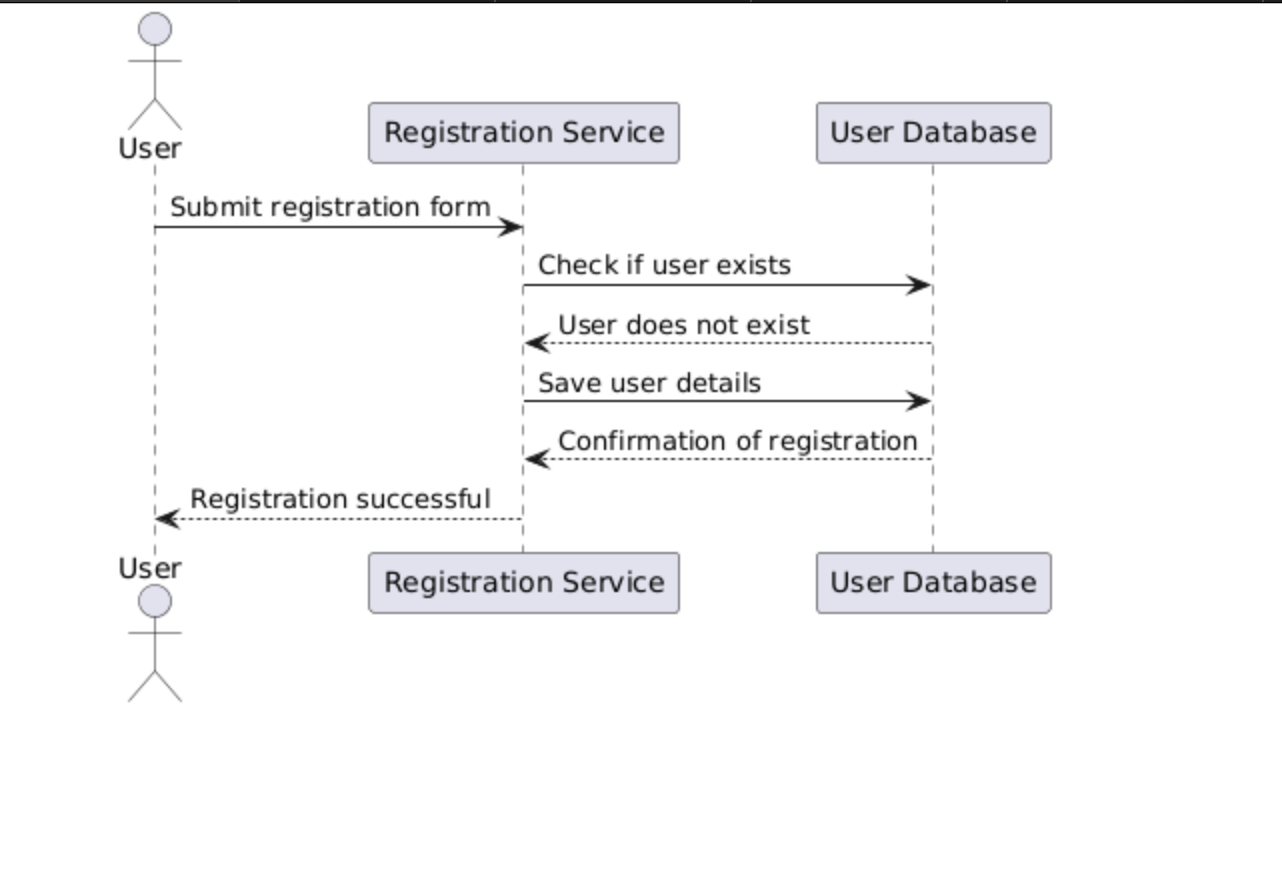 User
Registration Service
User Database
Submit registration form
Check if user exists
User does not exist
Save user details
Confirmation of registration
Registration successful
User
Registration Service
User Database